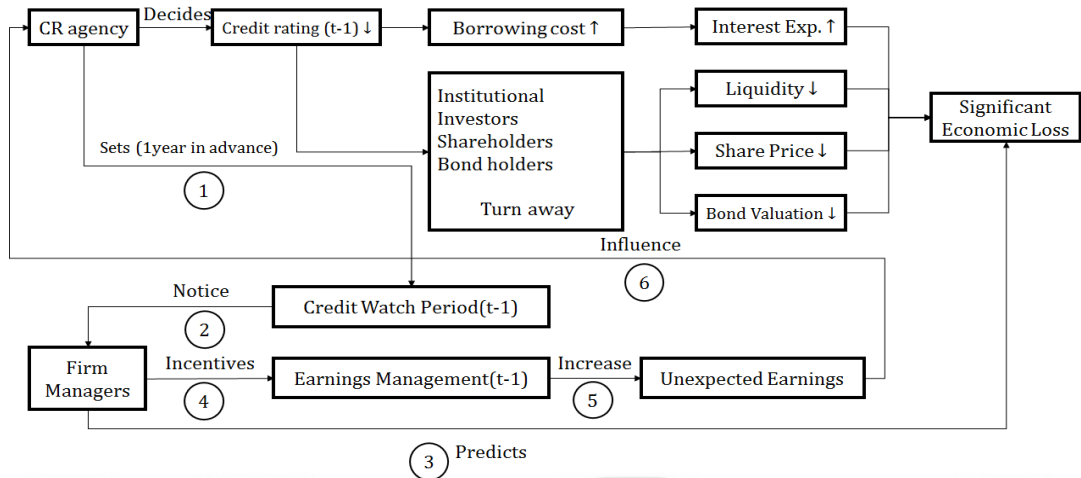 CR agency
Decides
Credit rating (t-1)↓
Borrowing cost↑
Interest Exp.↑
Institutional
Investors
Shareholders
Bond holders
Turn away
Liquidity↓
Share Price↓
Bond Valuation↓
Significant
Economic Loss
Sets (1year in advance)
1
Influence
6
Notice
2
Credit Watch Period(t-1)
Firm
Managers
Incentives
4
Earnings Management(t-1)
Increase
5
Unexpected Earnings
3
Predicts